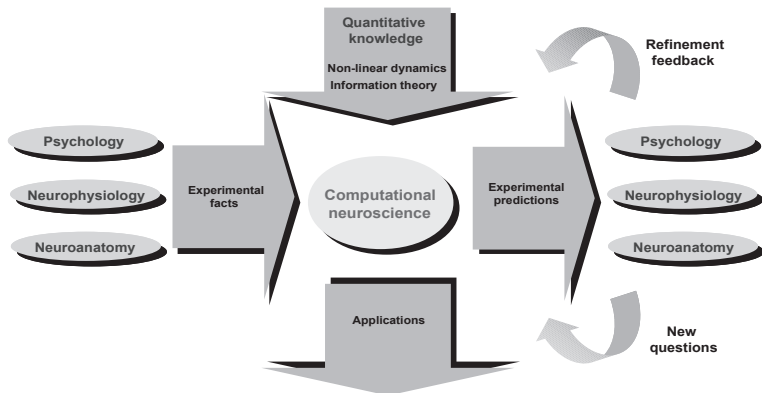 Quantitative
knowledge
Non-linear dynamics
Information theory
Refinement
feedback
Psychology
Neurophysiology
Neuroanatomy
Experimental
facts
Computational
neuroscience
Experimental
predictions
Psychology
Neurophysiology
Neuroanatomy
Applications
New
questions